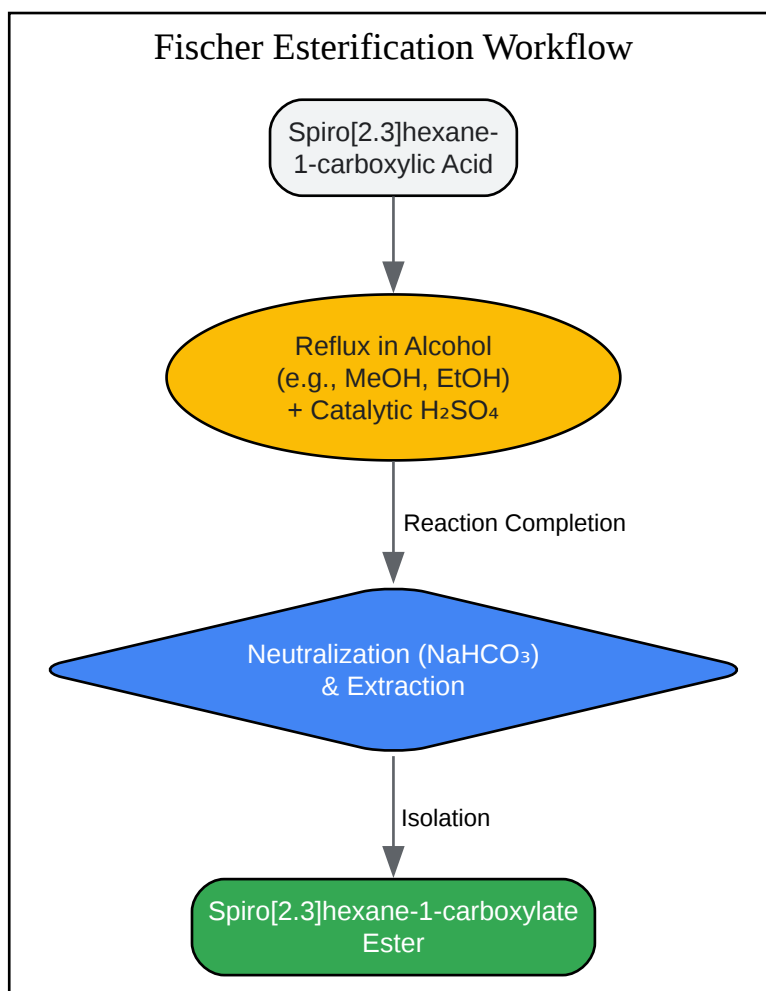 Fischer Esterification Workflow
Spiro[2.3]hexane-
1-carboxylic Acid
Reflux in Alcohol
(e.g., MeOH, EtOH)
+ Catalytic H₂SO₄
Reaction Completion
Neutralization (NaHCO₃)
& Extraction
Isolation
Spiro[2.3]hexane-1-carboxylate
Ester